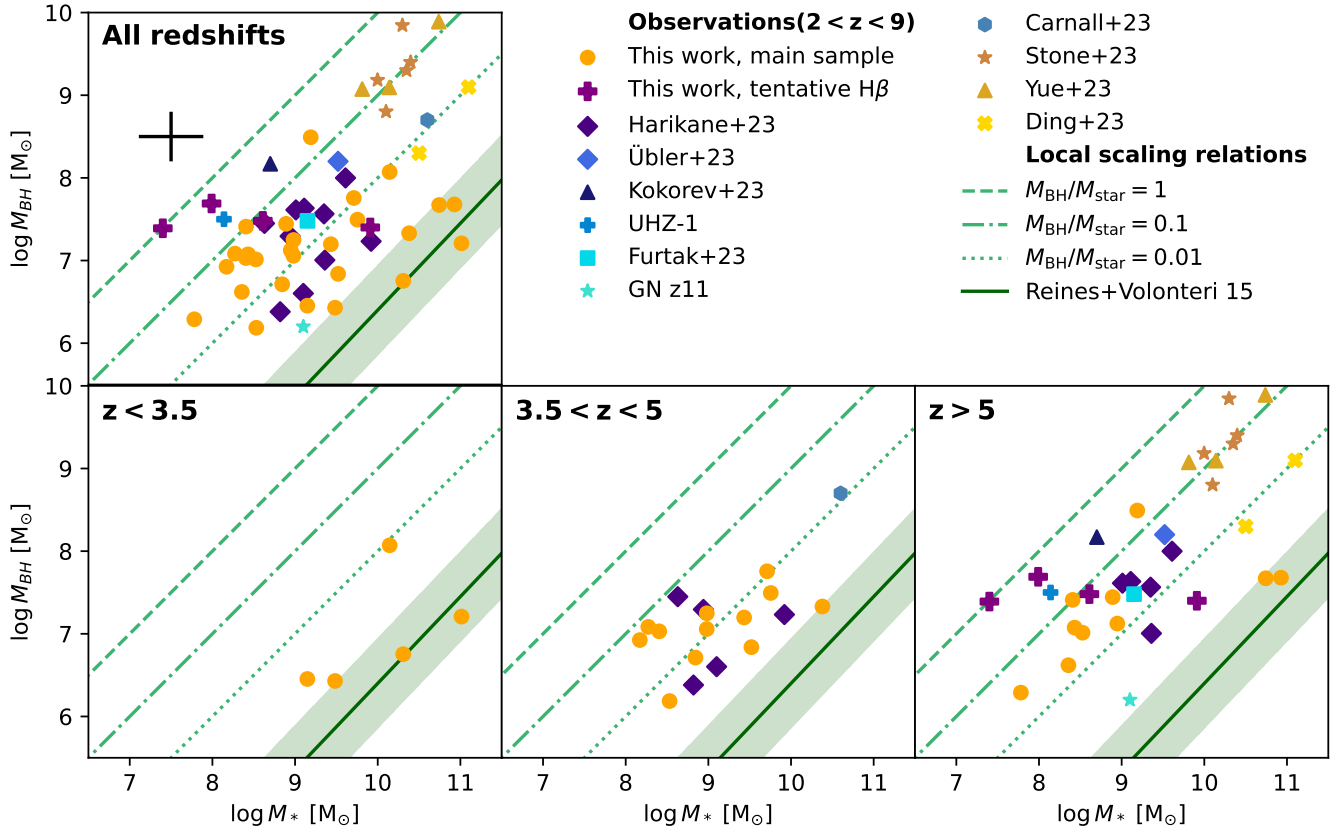 All redshifts
10
9
8
7
6
log M_BH [M⊙]
Observations(2 < z < 9)
This work, main sample
This work, tentative Hβ
Harikane+23
Übler+23
Kokorev+23
UHZ-1
Furtak+23
GN z11
Carnall+23
Stone+23
Yue+23
Ding+23
Local scaling relations
M_BH/M_star = 1
M_BH/M_star = 0.1
M_BH/M_star = 0.01
Reines+Volonteri 15
z < 3.5
3.5 < z < 5
z > 5
10
9
8
7
6
log M_BH [M⊙]
7 8 9 10 11
7 8 9 10 11
7 8 9 10 11
log M_* [M⊙]
log M_* [M⊙]
log M_* [M⊙]